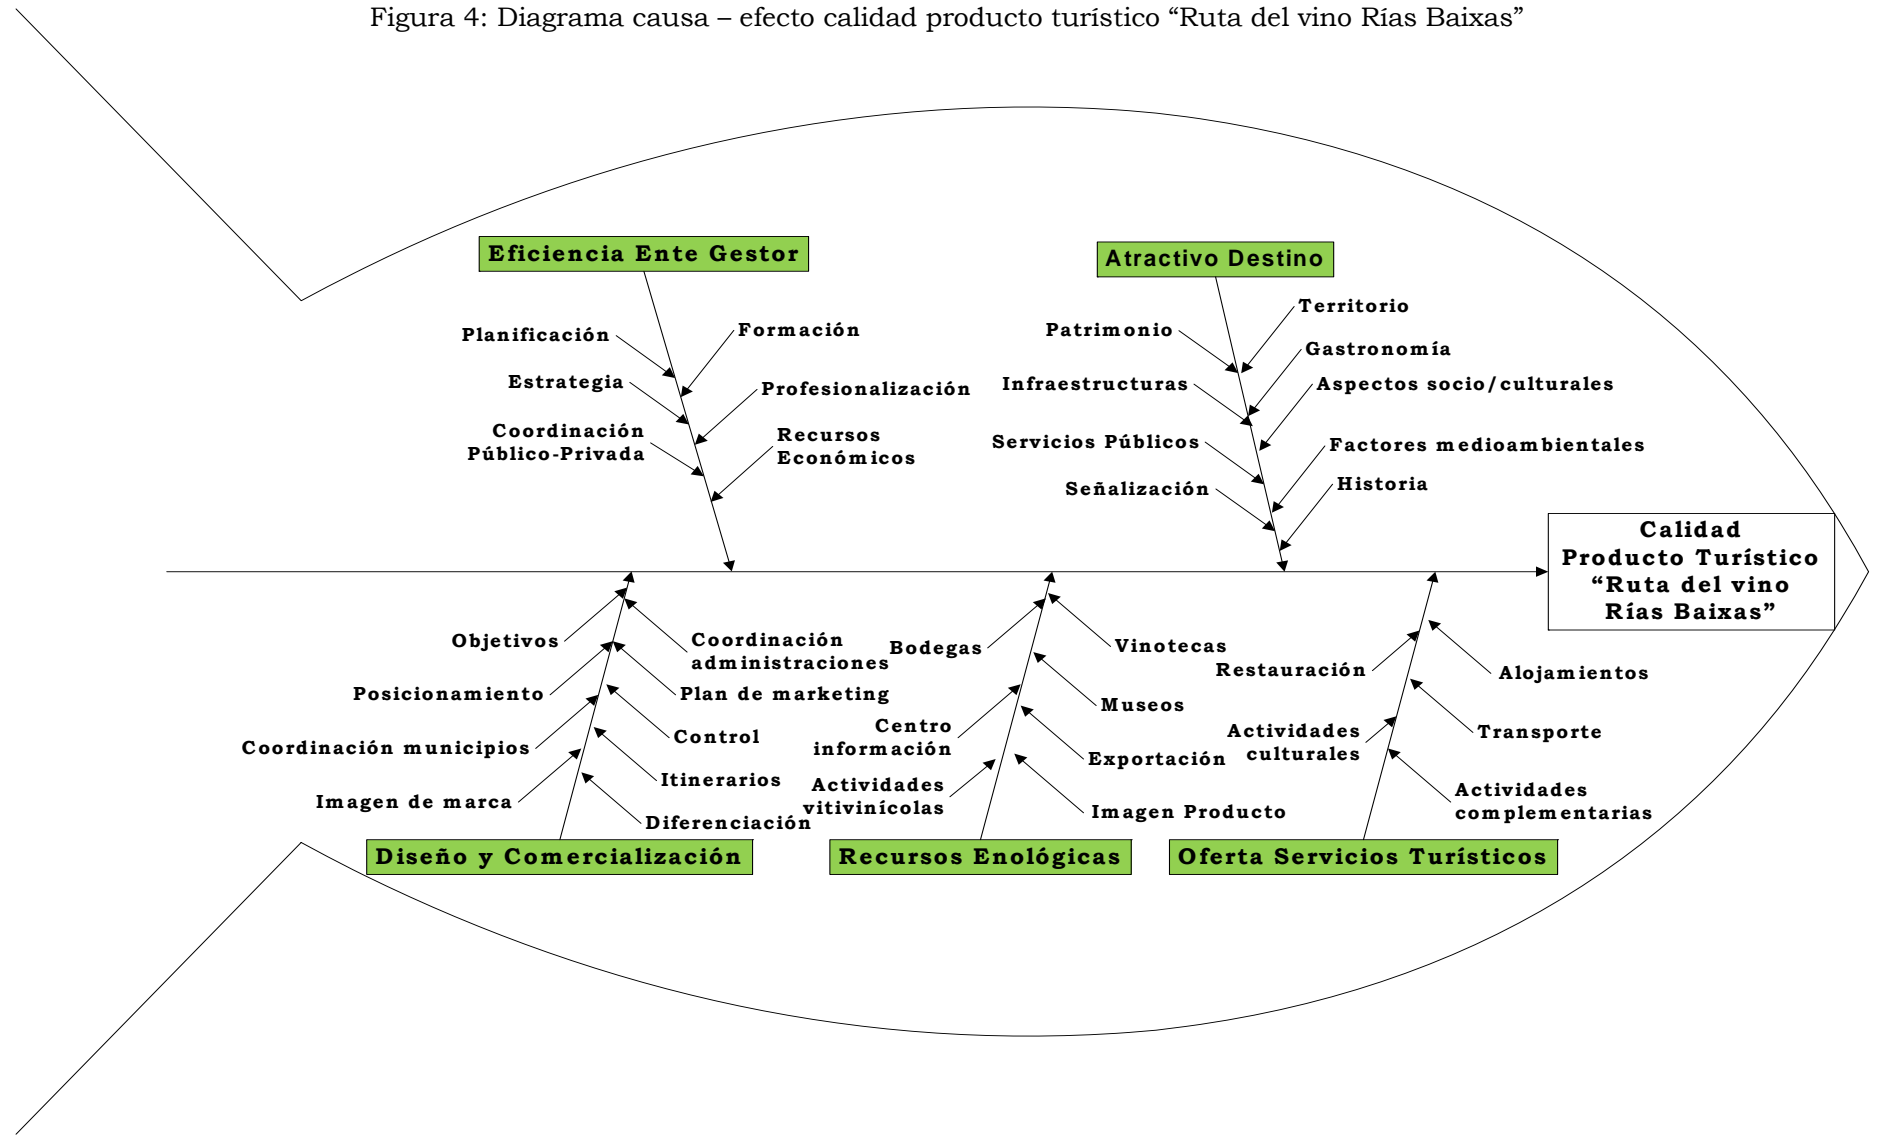 Figura 4: Diagrama causa – efecto calidad producto turístico “Ruta del vino Rías Baixas”
Eficiencia Ente Gestor
Planificación
Estrategia
Coordinación
Público-Privada
Formación
Profesionalización
Recursos
Económicos
Atractivo Destino
Patrimonio
Infraestructuras
Servicios Públicos
Señalización
Territorio
Gastronomía
Aspectos socio/culturales
Factores medioambientales
Historia
Calidad
Producto Turístico
“Ruta del vino
Rías Baixas”
Objetivos
Posicionamiento
Coordinación municipios
Imagen de marca
Coordinación
administraciones
Plan de marketing
Control
Itinerarios
Diferenciación
Diseño y Comercialización
Bodegas
Centro
información
Actividades
vitivinícolas
Vinotecas
Museos
Exportación
Imagen Producto
Recursos Enológicas
Restauración
Actividades
culturales
Alojamientos
Transporte
Actividades
complementarias
Oferta Servicios Turísticos